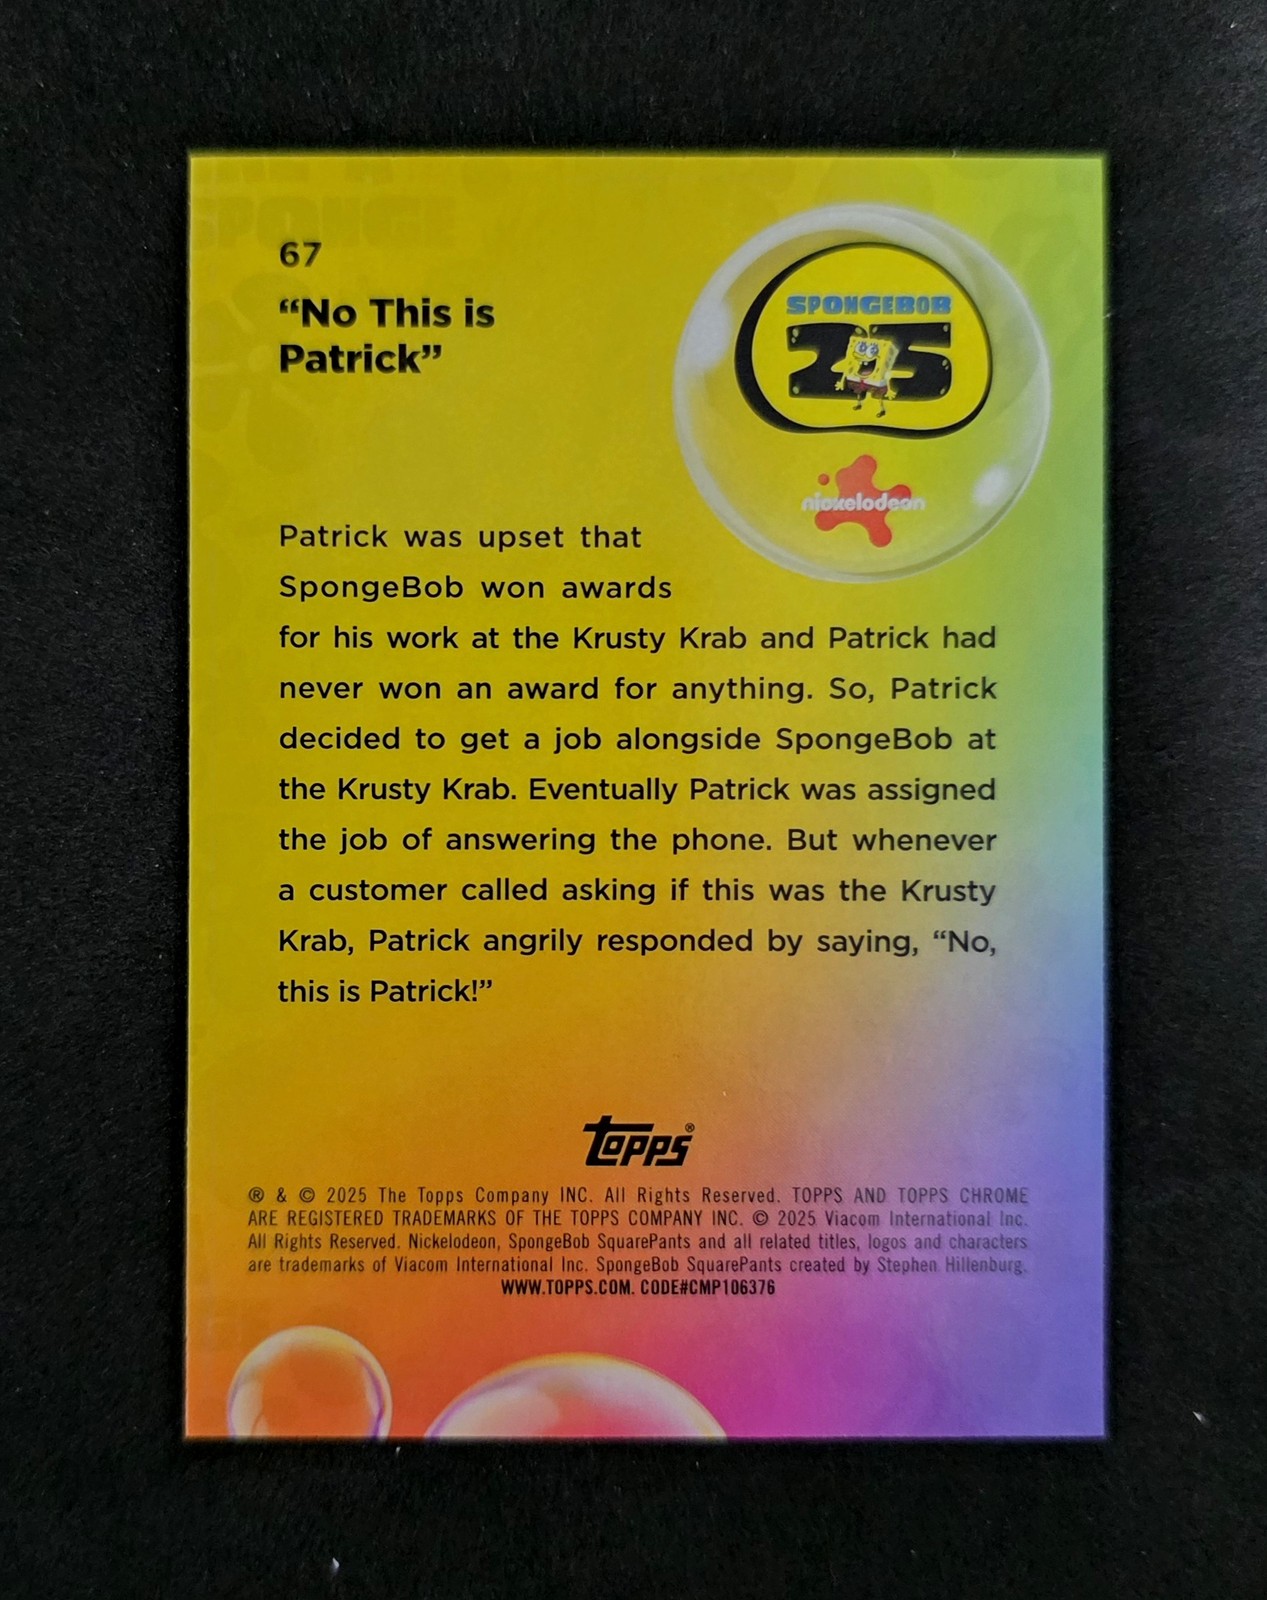 67
“No This is
Patrick”
SPONGEBOB
25
nickelodeon
Patrick was upset that
SpongeBob won awards
for his work at the Krusty Krab and Patrick had
never won an award for anything. So, Patrick
decided to get a job alongside SpongeBob at
the Krusty Krab. Eventually Patrick was assigned
the job of answering the phone. But whenever
a customer called asking if this was the Krusty
Krab, Patrick angrily responded by saying, “No,
this is Patrick!”
topps®
® & © 2025 The Topps Company INC. All Rights Reserved. TOPPS AND TOPPS CHROME
ARE REGISTERED TRADEMARKS OF THE TOPPS COMPANY INC. © 2025 Viacom International Inc.
All Rights Reserved. Nickelodeon, SpongeBob SquarePants and all related titles, logos and characters
are trademarks of Viacom International Inc. SpongeBob SquarePants created by Stephen Hillenburg.
WWW.TOPPS.COM. CODE#CMP106376